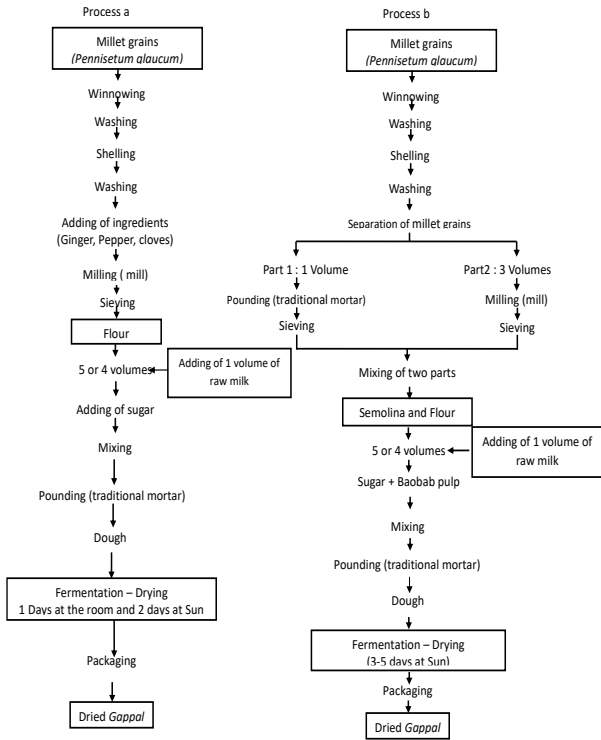 Process a
Millet grains
(Pennisetum glaucum)
Winnowing
Washing
Shelling
Washing
Adding of ingredients
(Ginger, Pepper, cloves)
Milling ( mill)
Sieving
Flour
5 or 4 volumes
Adding of 1 volume of
raw milk
Adding of sugar
Mixing
Pounding (traditional mortar)
Dough
Fermentation – Drying
1 Days at the room and 2 days at Sun
Packaging
Dried Gappal
Process b
Millet grains
(Pennisetum glaucum)
Winnowing
Washing
Shelling
Washing
Separation of millet grains
Part 1 : 1 Volume
Pounding (traditional mortar)
Sieving
Part2 : 3 Volumes
Milling (mill)
Sieving
Mixing of two parts
Semolina and Flour
5 or 4 volumes
Adding of 1 volume of
raw milk
Sugar + Baobab pulp
Mixing
Pounding (traditional mortar)
Dough
Fermentation – Drying
(3-5 days at Sun)
Packaging
Dried Gappal